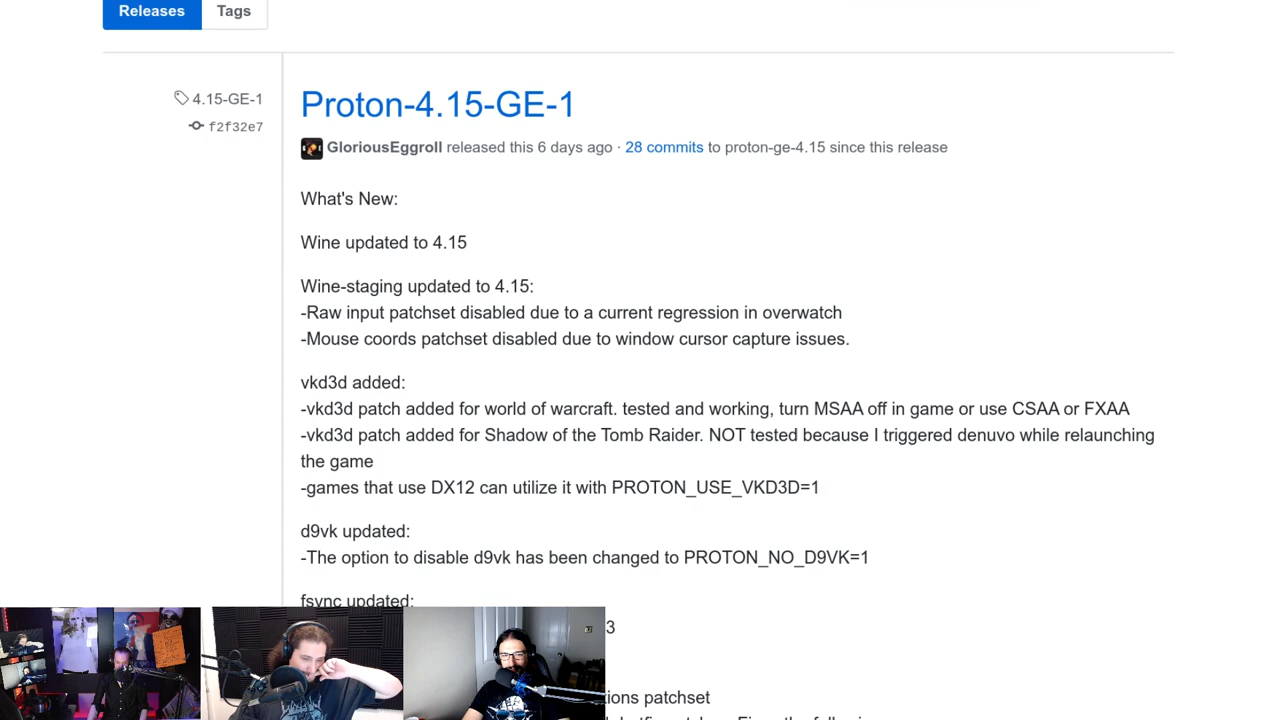 Releases
Tags
4.15-GE-1
f2f32e7
Proton-4.15-GE-1
GloriousEggroll released this 6 days ago · 28 commits to proton-ge-4.15 since this release
What's New:
Wine updated to 4.15
Wine-staging updated to 4.15:
-Raw input patchset disabled due to a current regression in overwatch
-Mouse coords patchset disabled due to window cursor capture issues.
vkd3d added:
-vkd3d patch added for world of warcraft. tested and working, turn MSAA off in game or use CSAA or FXAA
-vkd3d patch added for Shadow of the Tomb Raider. NOT tested because I triggered denuvo while relaunching
the game
-games that use DX12 can utilize it with PROTON_USE_VKD3D=1
d9vk updated:
-The option to disable d9vk has been changed to PROTON_NO_D9VK=1
fsync updated:
3
tions patchset